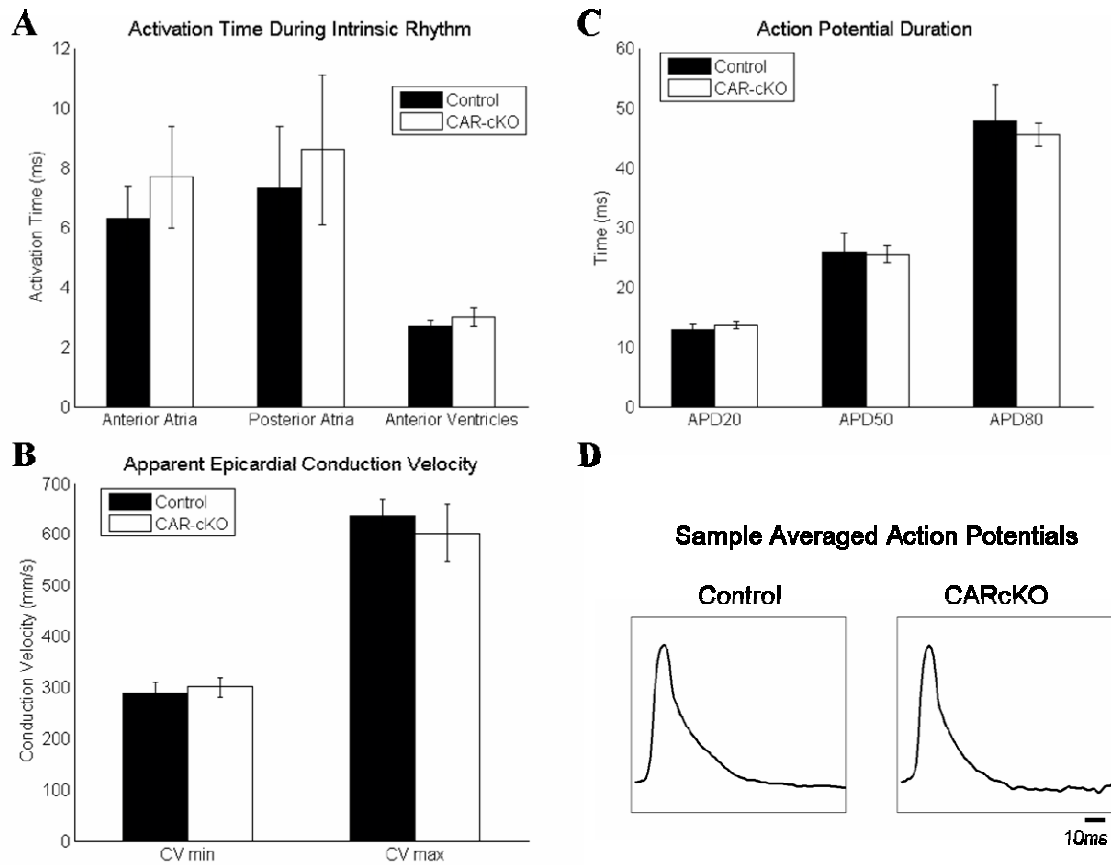 A
Activation Time During Intrinsic Rhythm
12
10
8
6
4
2
0
Activation Time (ms)
Control
CAR-cKO
Anterior Atria
Posterior Atria
Anterior Ventricles
B
Apparent Epicardial Conduction Velocity
700
600
500
400
300
200
100
0
Conduction Velocity (mm/s)
Control
CAR-cKO
CV min
CV max
C
Action Potential Duration
60
50
40
30
20
10
0
Time (ms)
Control
CAR-cKO
APD20
APD50
APD80
D
Sample Averaged Action Potentials
Control
CARcKO
10ms